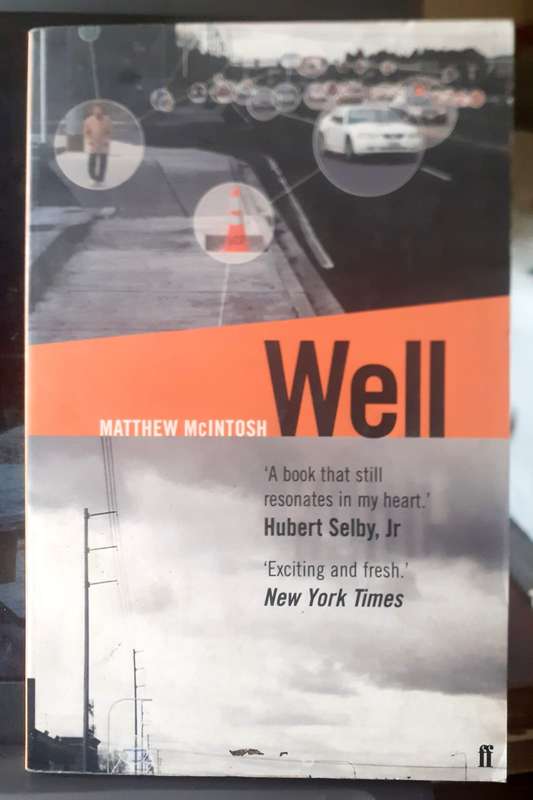 Well
MATTHEW McINTOSH
‘A book that still
resonates in my heart.’
Hubert Selby, Jr
‘Exciting and fresh.’
New York Times
ff